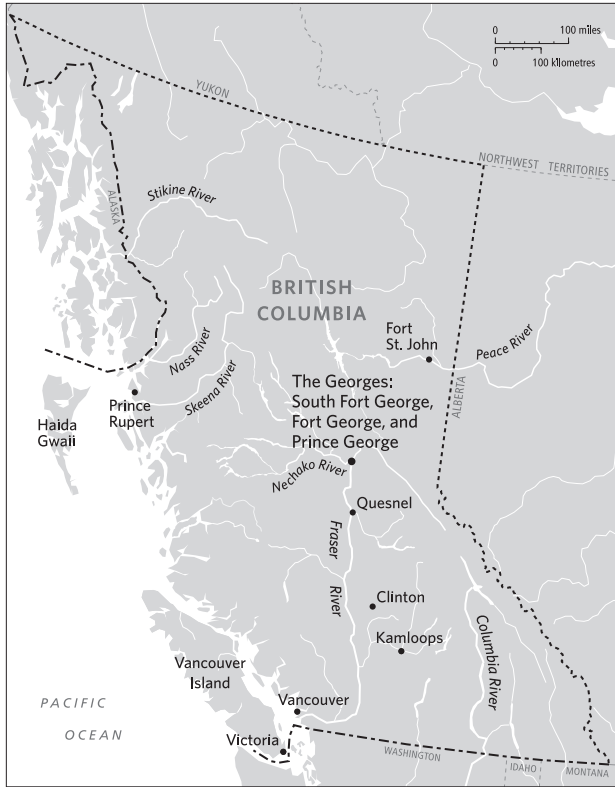 0 100 miles
0 100 kilometres
YUKON
NORTHWEST TERRITORIES
ALASKA
Stikine River
BRITISH
COLUMBIA
Fort
St. John
Peace River
Nass River
Skeena River
ALBERTA
The Georges:
South Fort George,
Fort George, and
Prince George
Prince
Rupert
Haida
Gwaii
Nechako River
Quesnel
Fraser River
Clinton
Kamloops
Columbia River
Vancouver
Island
Vancouver
PACIFIC
OCEAN
Victoria
WASHINGTON
IDAHO
MONTANA